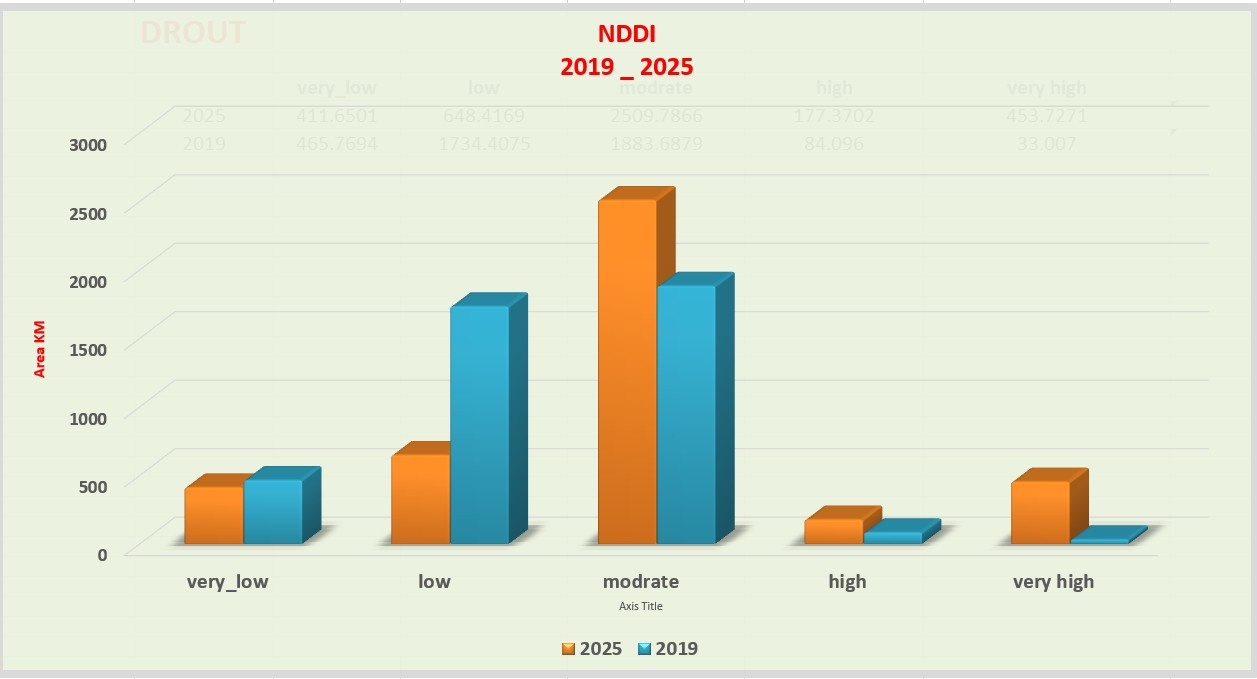 DROUT
NDDI
2019 _ 2025
very_low low modrate high very high
2025 411.6501 648.4169 2509.7866 177.3702 453.7271
2019 465.7694 1734.4075 1883.6879 84.096 33.007
3000
2500
2000
1500
1000
500
0
Area KM
very_low low modrate high very high
Axis Title
2025 2019